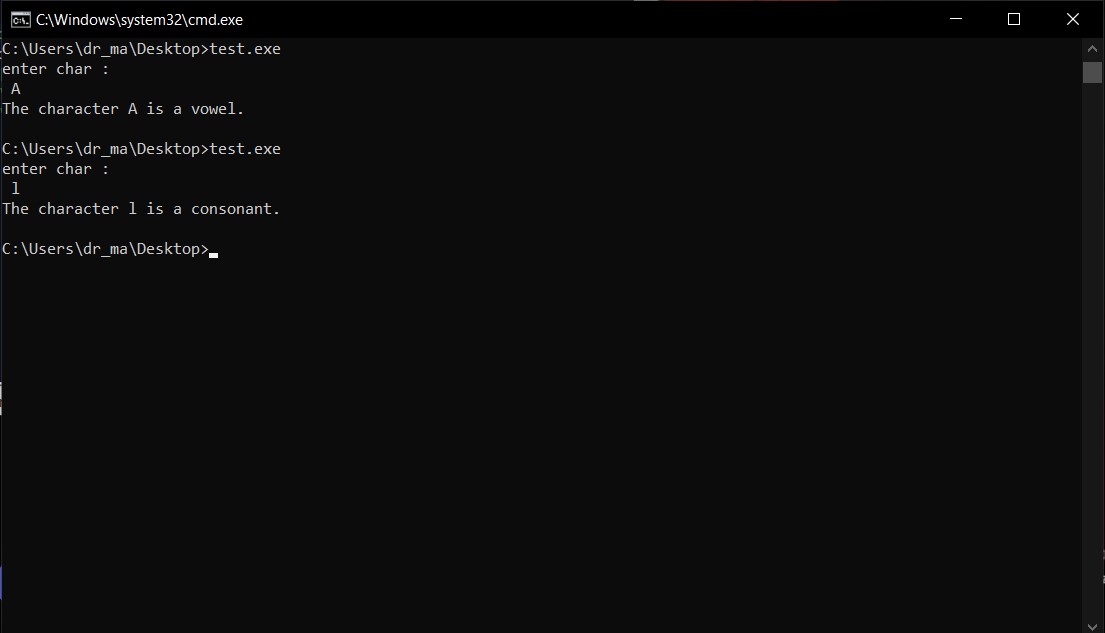 C:\Windows\system32\cmd.exe
C:\Users\dr_ma\Desktop>test.exe
enter char :
 A
The character A is a vowel.

C:\Users\dr_ma\Desktop>test.exe
enter char :
 l
The character l is a consonant.

C:\Users\dr_ma\Desktop>